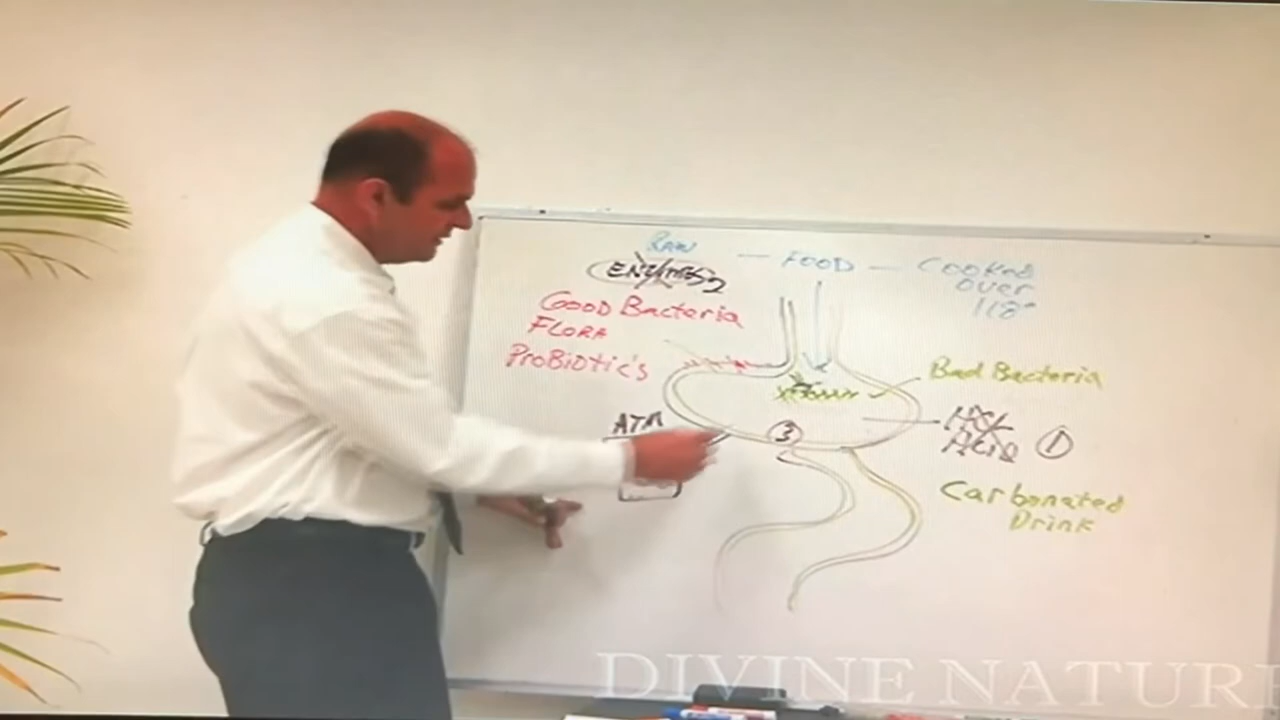 RAW
— FOOD — Cooked
over
118°
ENZYMES 2
GOOD Bacteria
FLORA
ProBiotic's
Bad Bacteria
HCL
Acid 1
ATM
3
Carbonated
Drink
DIVINE NATURE